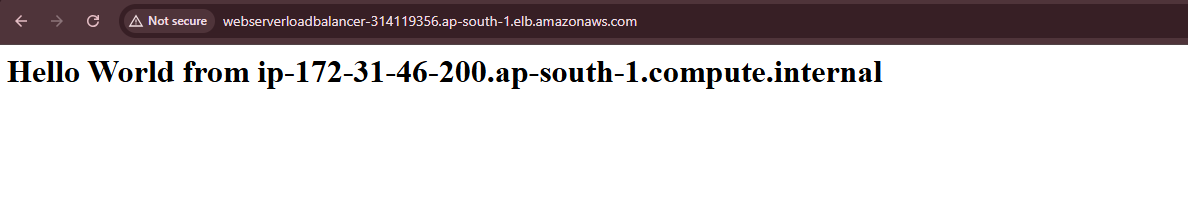 Not secure webserverloadbalancer-314119356.ap-south-1.elb.amazonaws.com
Hello World from ip-172-31-46-200.ap-south-1.compute.internal